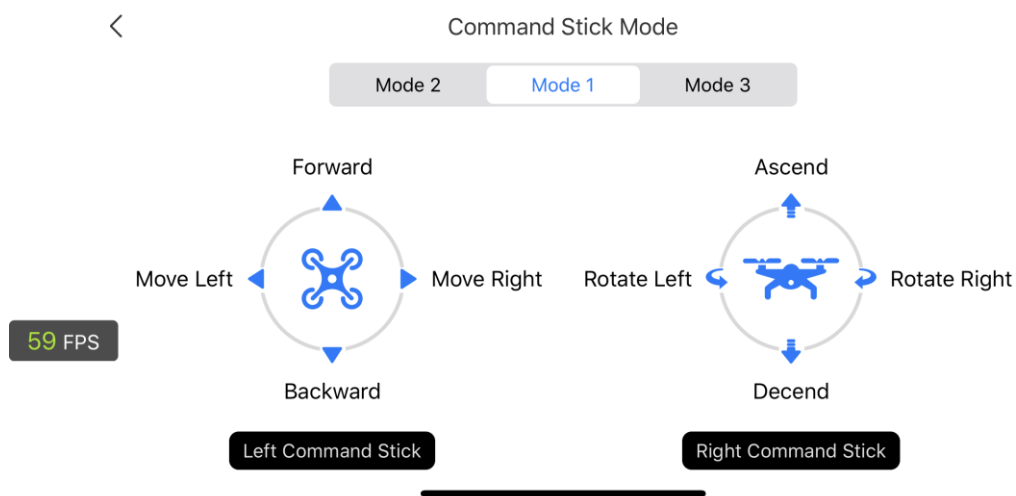 Command Stick Mode
Mode 2 Mode 1 Mode 3
Forward Ascend
Move Left Move Right Rotate Left Rotate Right
59 FPS
Backward Decend
Left Command Stick Right Command Stick